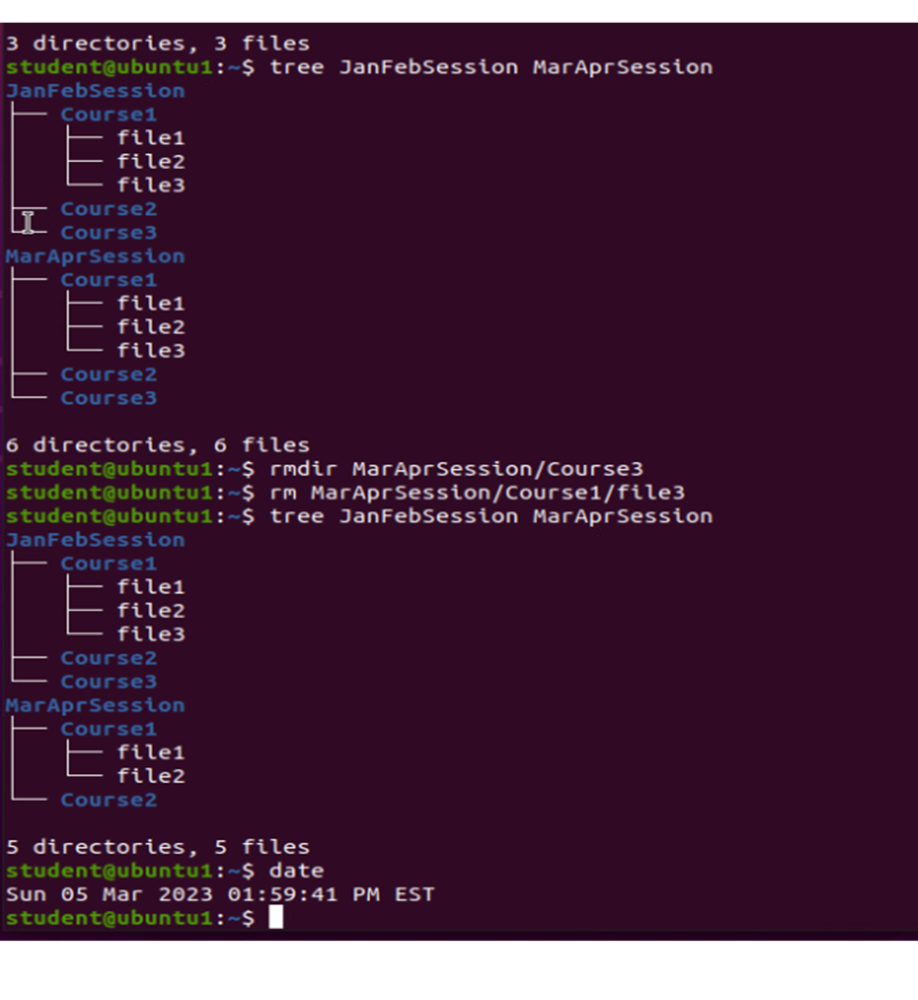 3 directories, 3 files
student@ubuntu1:~$ tree JanFebSession MarAprSession
JanFebSession
├── Course1
│   ├── file1
│   ├── file2
│   └── file3
├── Course2
└── Course3
MarAprSession
├── Course1
│   ├── file1
│   ├── file2
│   └── file3
├── Course2
└── Course3
6 directories, 6 files
student@ubuntu1:~$ rmdir MarAprSession/Course3
student@ubuntu1:~$ rm MarAprSession/Course1/file3
student@ubuntu1:~$ tree JanFebSession MarAprSession
JanFebSession
├── Course1
│   ├── file1
│   ├── file2
│   └── file3
├── Course2
└── Course3
MarAprSession
├── Course1
│   ├── file1
│   └── file2
└── Course2
5 directories, 5 files
student@ubuntu1:~$ date
Sun 05 Mar 2023 01:59:41 PM EST
student@ubuntu1:~$